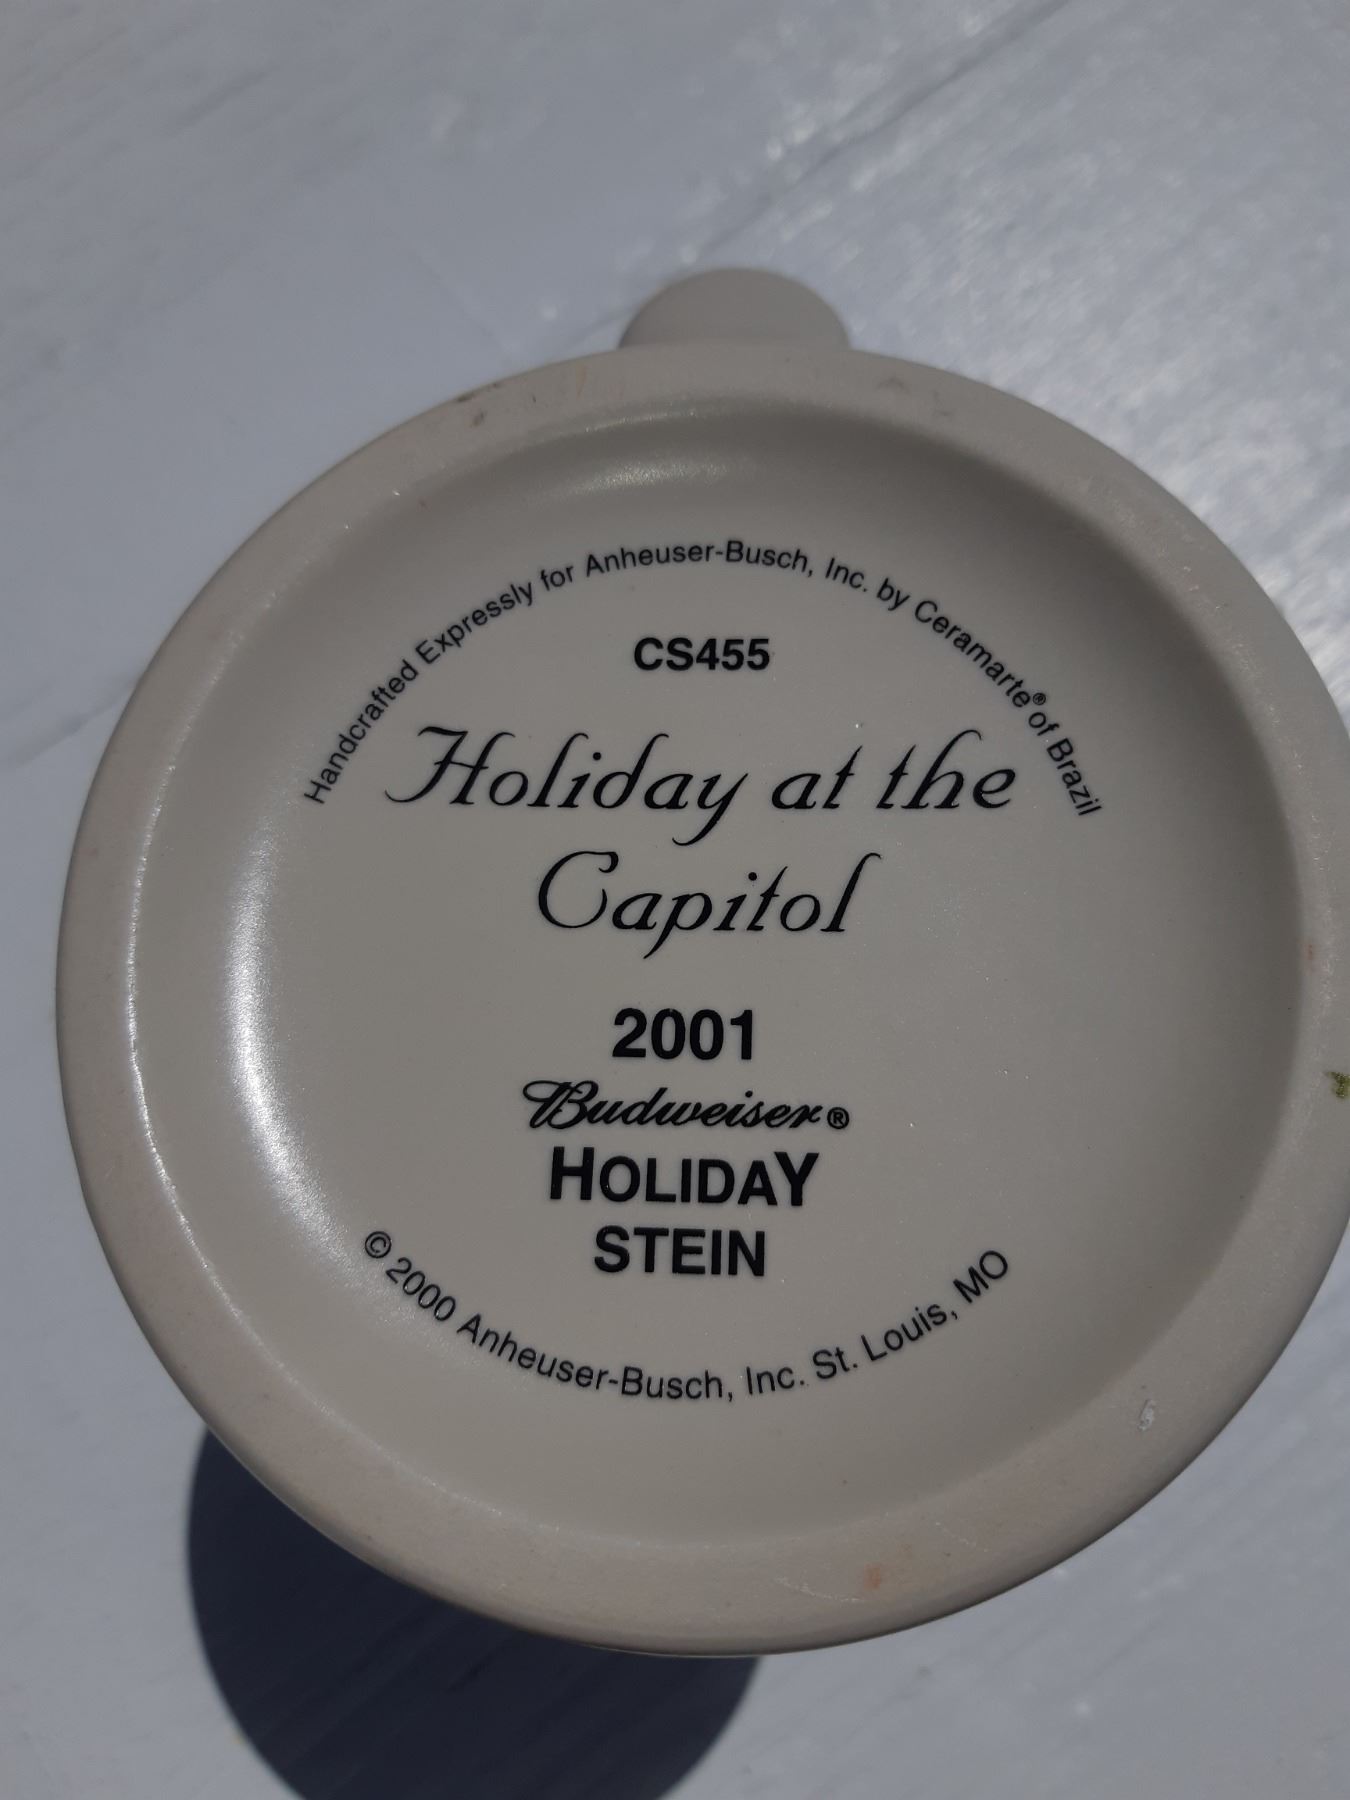 Handcrafted Expressly for Anheuser-Busch, Inc. by Ceramarte® of Brazil
CS455
Holiday at the
Capitol
2001
Budweiser®
HOLIDAY
STEIN
© 2000 Anheuser-Busch, Inc. St. Louis, MO